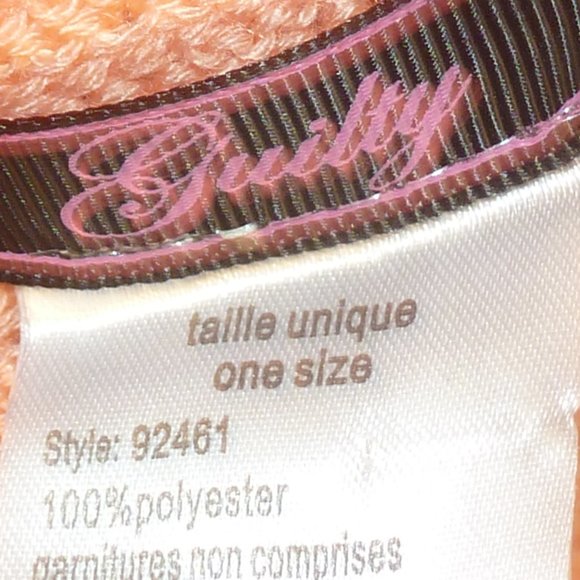 Guilty
taille unique
one size
Style: 92461
100%polyester
garnitures non comprises